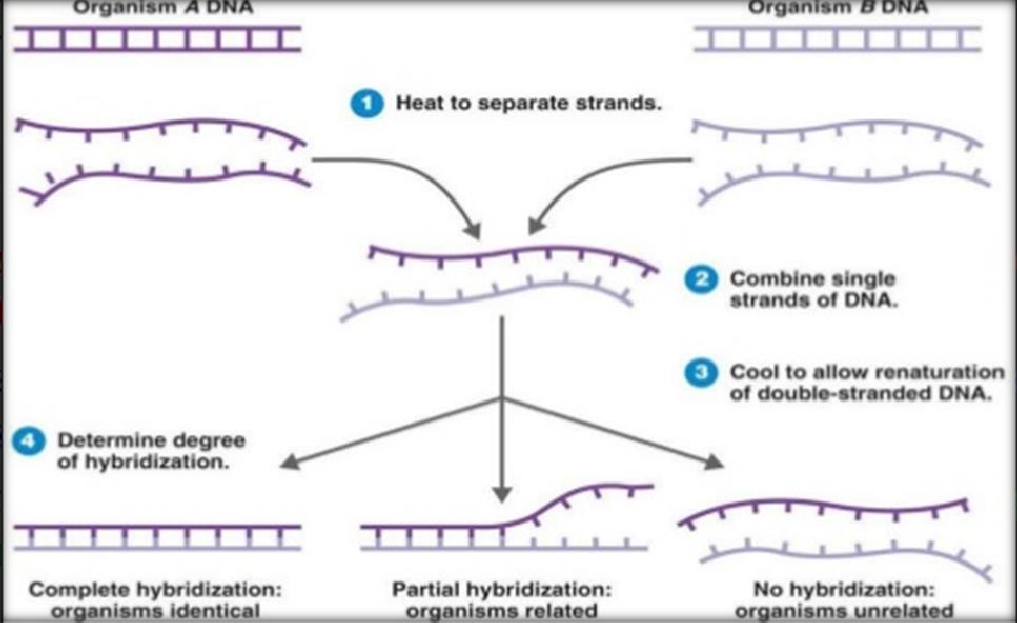 Organism A DNA
Organism B DNA
1 Heat to separate strands.
2 Combine single
strands of DNA.
3 Cool to allow renaturation
of double-stranded DNA.
4 Determine degree
of hybridization.
Complete hybridization:
organisms identical
Partial hybridization:
organisms related
No hybridization:
organisms unrelated